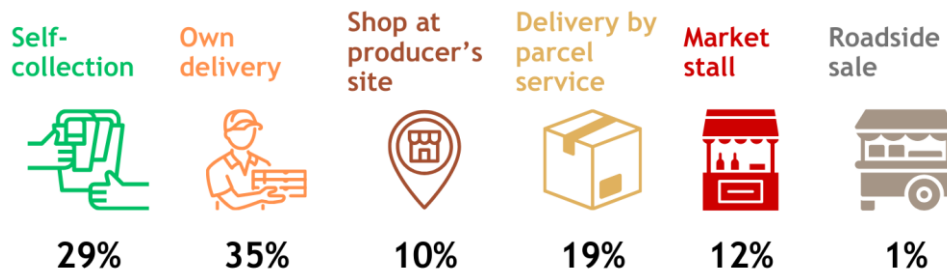 Self-
collection
Own
delivery
Shop at
producer’s
site
Delivery by
parcel
service
Market
stall
Roadside
sale
29%
35%
10%
19%
12%
1%